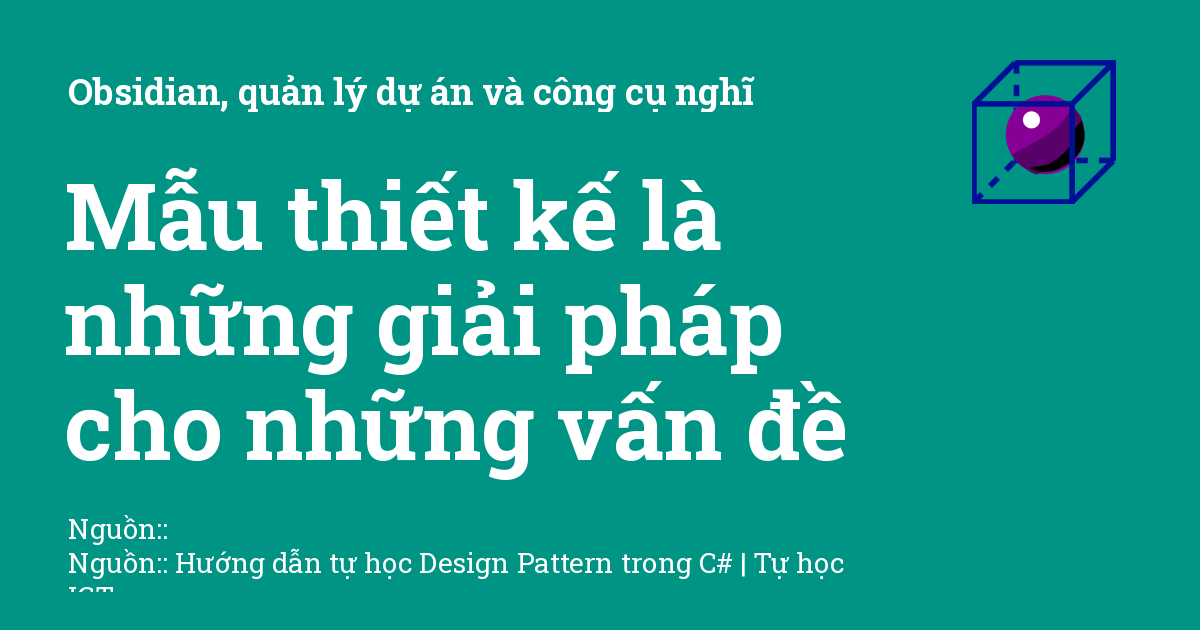 Obsidian, quản lý dự án và công cụ nghĩ
Mẫu thiết kế là
những giải pháp
cho những vấn đề
Nguồn::
Nguồn:: Hướng dẫn tự học Design Pattern trong C# | Tự học
ICT